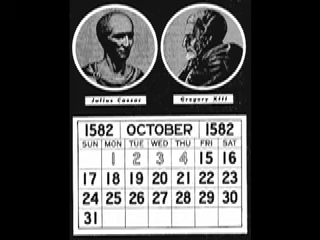 Julius Caesar Gregory XIII
1582 OCTOBER 1582
SUN MON TUE WED THU FRI SAT
1 2 3 4 15 16
17 18 19 20 21 22 23
24 25 26 27 28 29 30
31